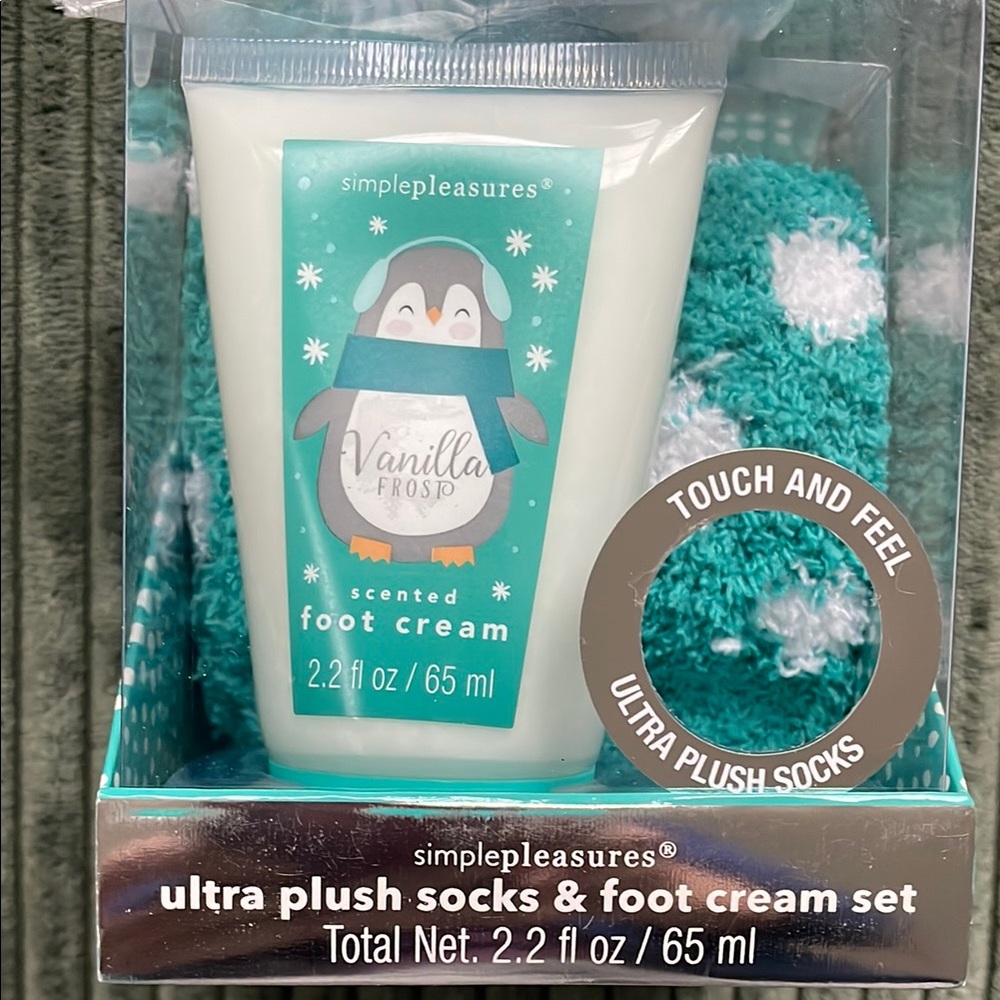 simplepleasures®
Vanilla
FROST
scented
foot cream
2.2 fl oz / 65 ml
TOUCH AND FEEL
ULTRA PLUSH SOCKS
simplepleasures®
ultra plush socks & foot cream set
Total Net. 2.2 fl oz / 65 ml